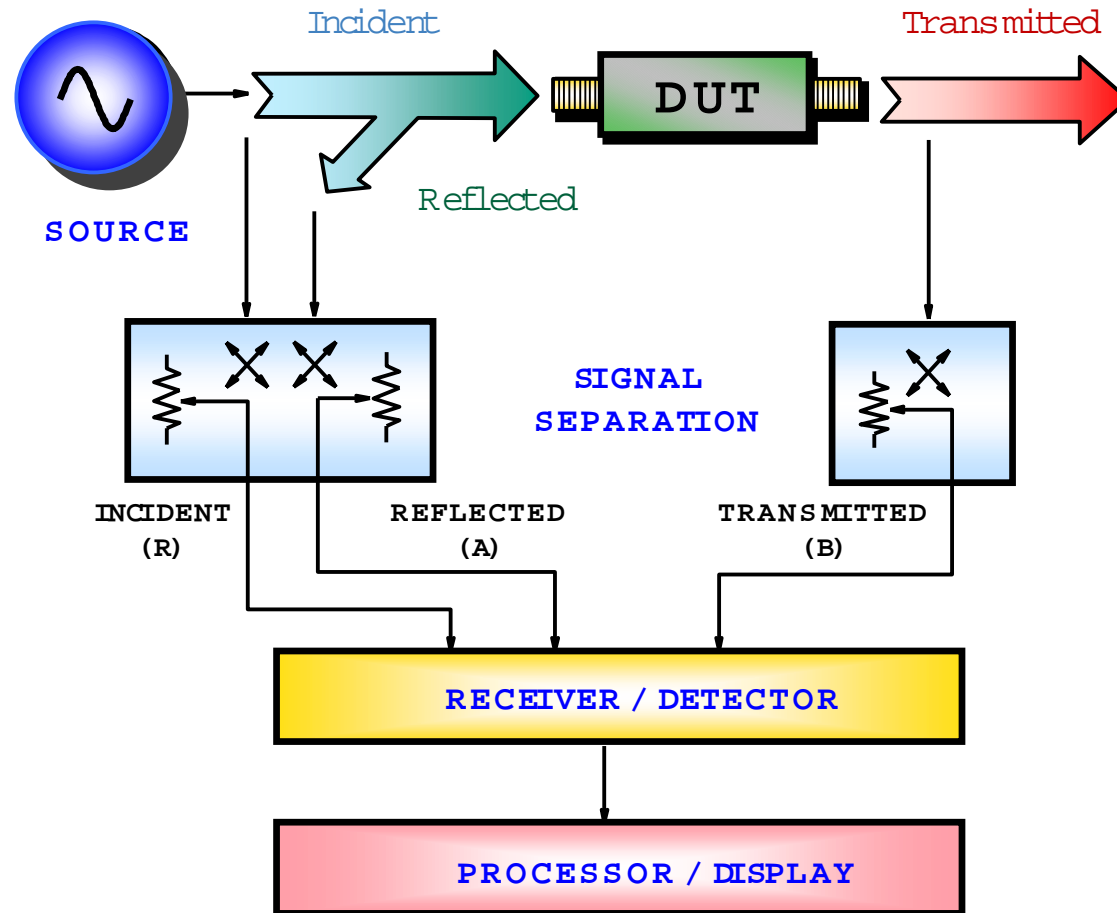 Incident
Transmitted
DUT
Reflected
SOURCE
SIGNAL
SEPARATION
INCIDENT
(R)
REFLECTED
(A)
TRANSMITTED
(B)
RECEIVER / DETECTOR
PROCESSOR / DISPLAY